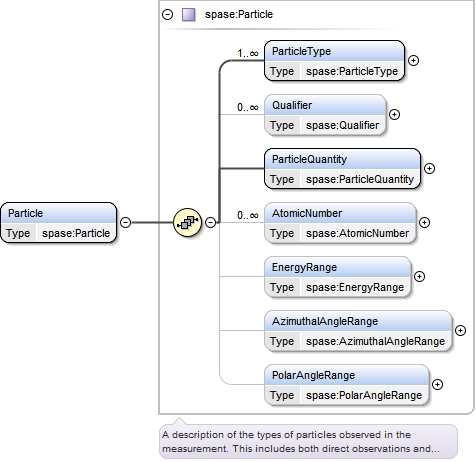 spase:Particle
1..∞
ParticleType
Type spase:ParticleType
0..∞
Qualifier
Type spase:Qualifier
ParticleQuantity
Type spase:ParticleQuantity
Particle
Type spase:Particle
0..∞
AtomicNumber
Type spase:AtomicNumber
EnergyRange
Type spase:EnergyRange
AzimuthalAngleRange
Type spase:AzimuthalAngleRange
PolarAngleRange
Type spase:PolarAngleRange
A description of the types of particles observed in the
measurement. This includes both direct observations and...